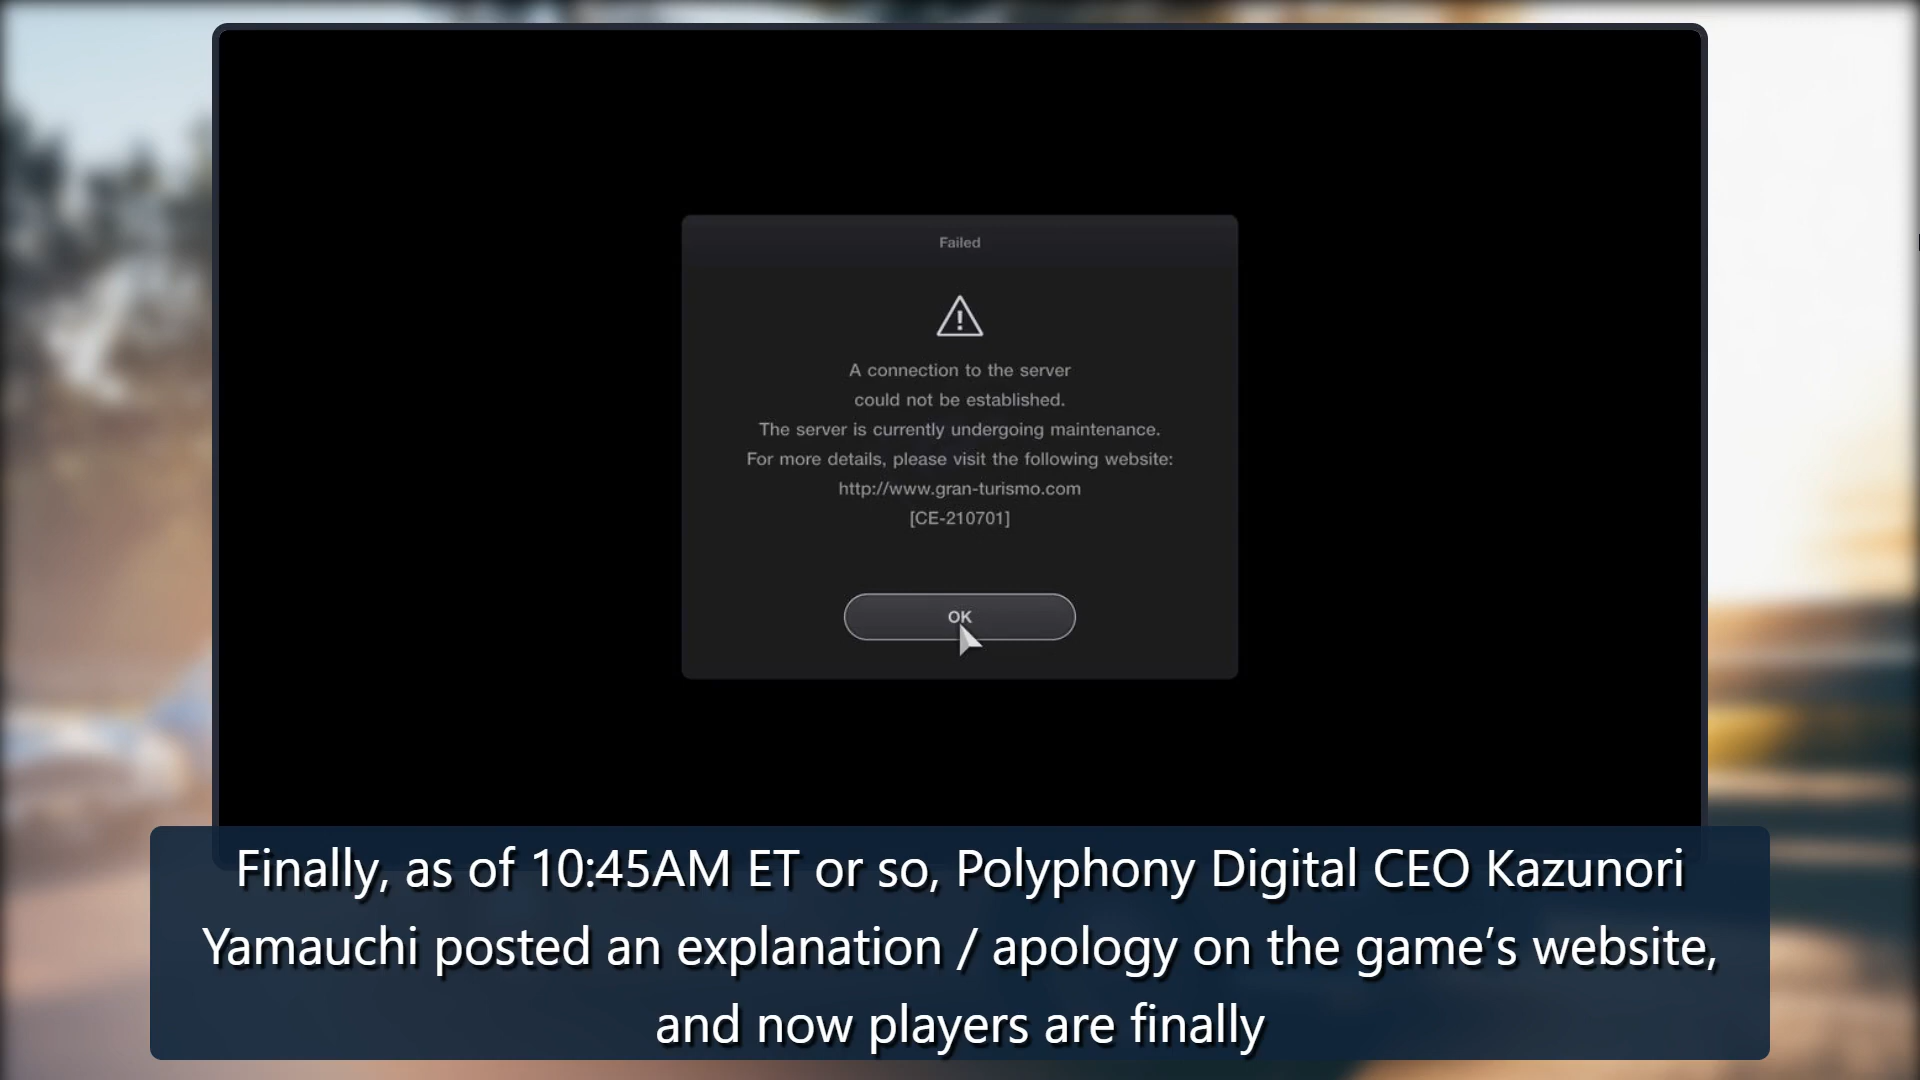 Failed
A connection to the server
could not be established.
The server is currently undergoing maintenance.
For more details, please visit the following website:
http://www.gran-turismo.com
[CE-210701]
OK
Finally, as of 10:45AM ET or so, Polyphony Digital CEO Kazunori
Yamauchi posted an explanation / apology on the game’s website,
and now players are finally